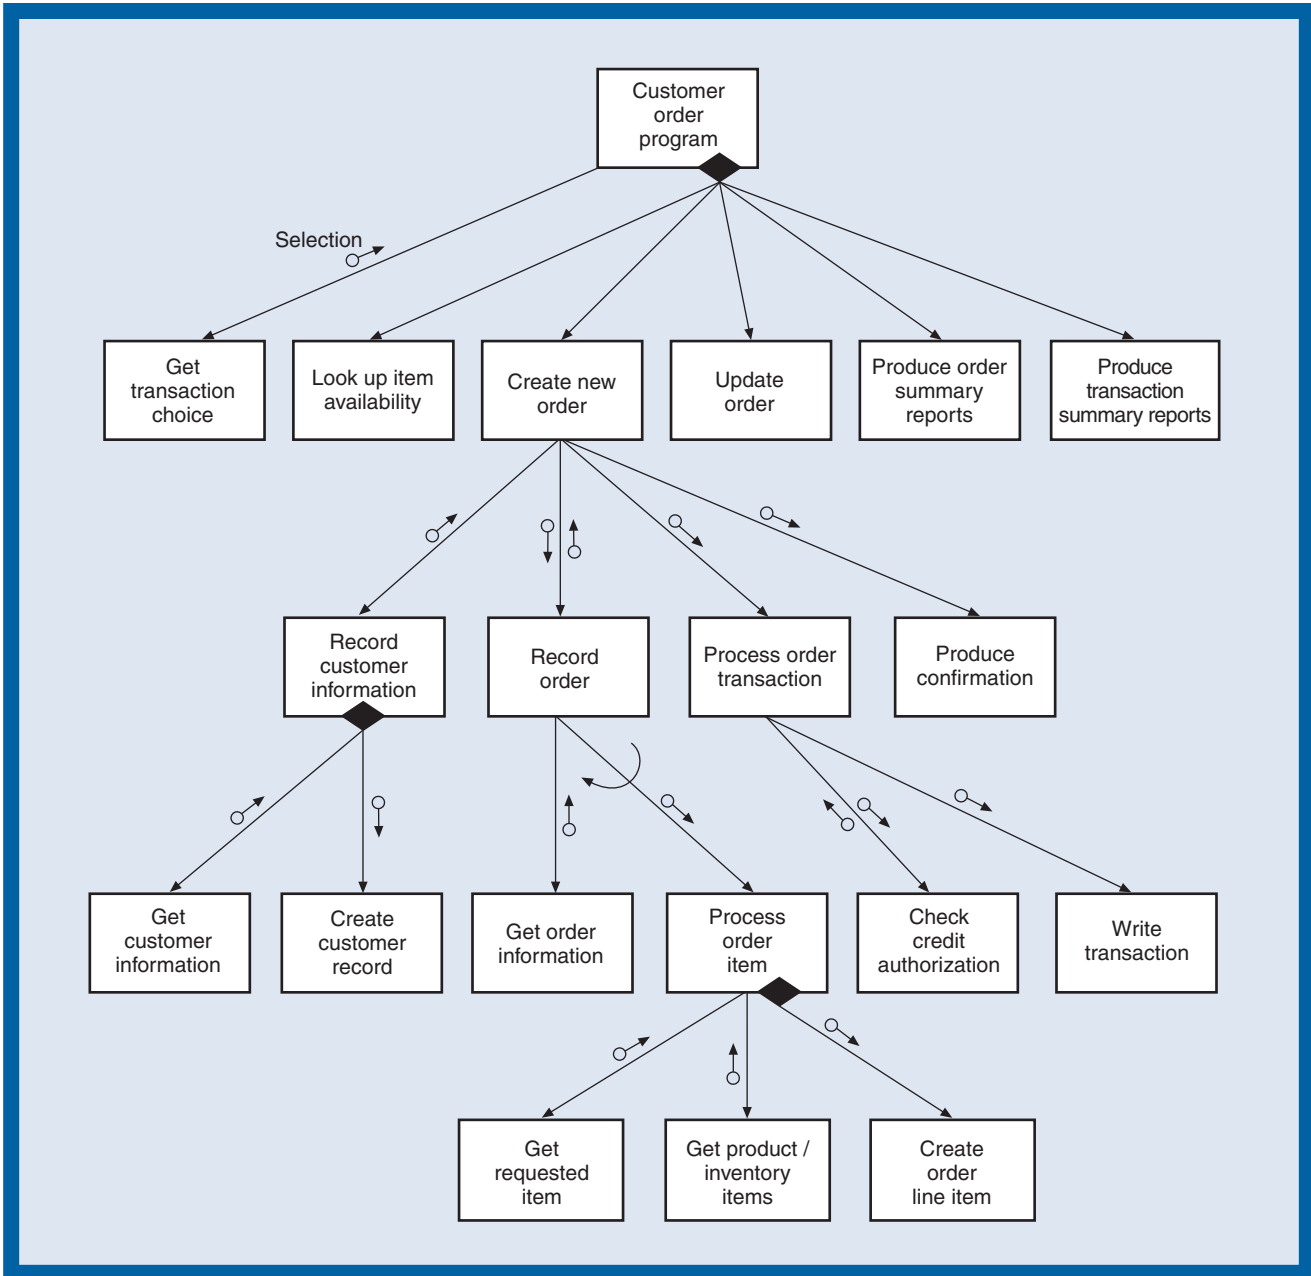 Customer
order
program
Selection
Get
transaction
choice
Look up item
availability
Create new
order
Update
order
Produce order
summary
reports
Produce
transaction
summary reports
Record
customer
information
Record
order
Process order
transaction
Produce
confirmation
Get
customer
information
Create
customer
record
Get order
information
Process
order
item
Check
credit
authorization
Write
transaction
Get
requested
item
Get product /
inventory
items
Create
order
line item